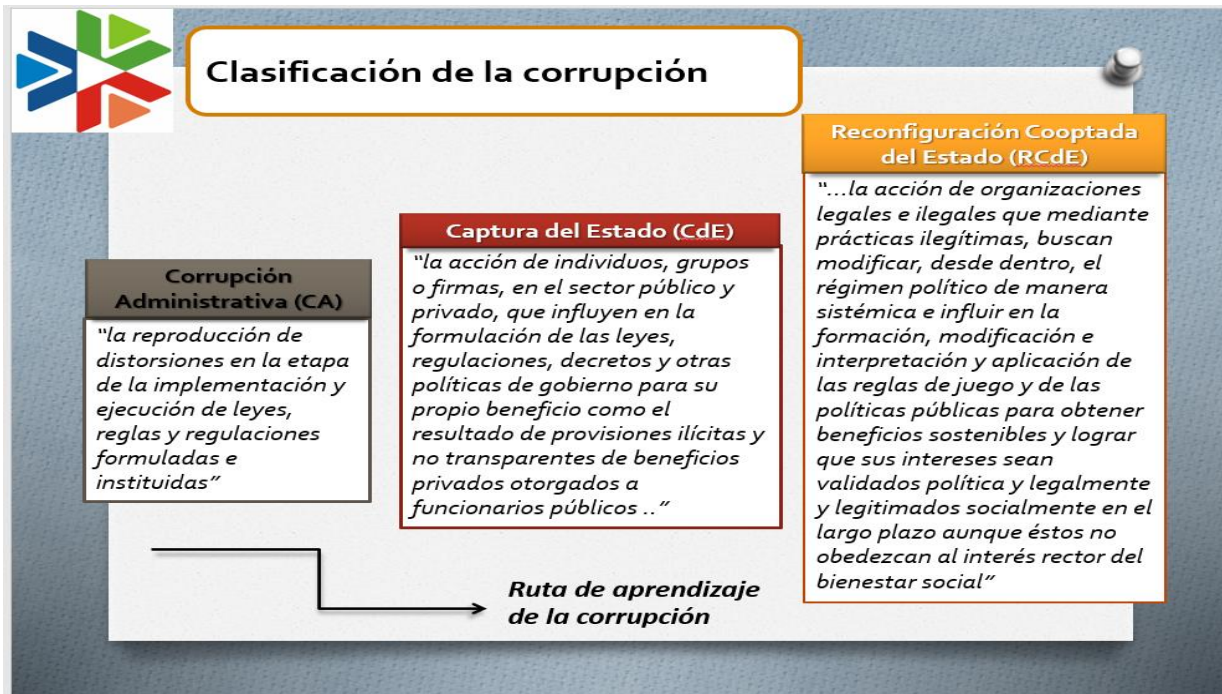 Clasificación de la corrupción
Corrupción
Administrativa (CA)
"la reproducción de
distorsiones en la etapa
de la implementación y
ejecución de leyes,
reglas y regulaciones
formuladas e
instituidas"
Captura del Estado (CdE)
"la acción de individuos, grupos
o firmas, en el sector público y
privado, que influyen en la
formulación de las leyes,
regulaciones, decretos y otras
políticas de gobierno para su
propio beneficio como el
resultado de provisiones ilícitas y
no transparentes de beneficios
privados otorgados a
funcionarios públicos .."
Reconfiguración Cooptada
del Estado (RCdE)
"...la acción de organizaciones
legales e ilegales que mediante
prácticas ilegítimas, buscan
modificar, desde dentro, el
régimen político de manera
sistémica e influir en la
formación, modificación e
interpretación y aplicación de
las reglas de juego y de las
políticas públicas para obtener
beneficios sostenibles y lograr
que sus intereses sean
validados política y legalmente
y legitimados socialmente en el
largo plazo aunque éstos no
obedezcan al interés rector del
bienestar social"
Ruta de aprendizaje
de la corrupción